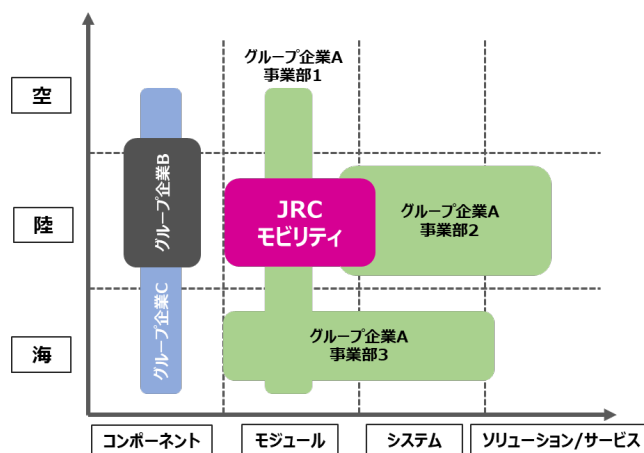 グループ企業A
事業部1
空
グループ企業B
JRC
モビリティ
グループ企業A
事業部2
陸
グループ企業C
グループ企業A
事業部3
海
コンポーネント
モジュール
システム
ソリューション/サービス